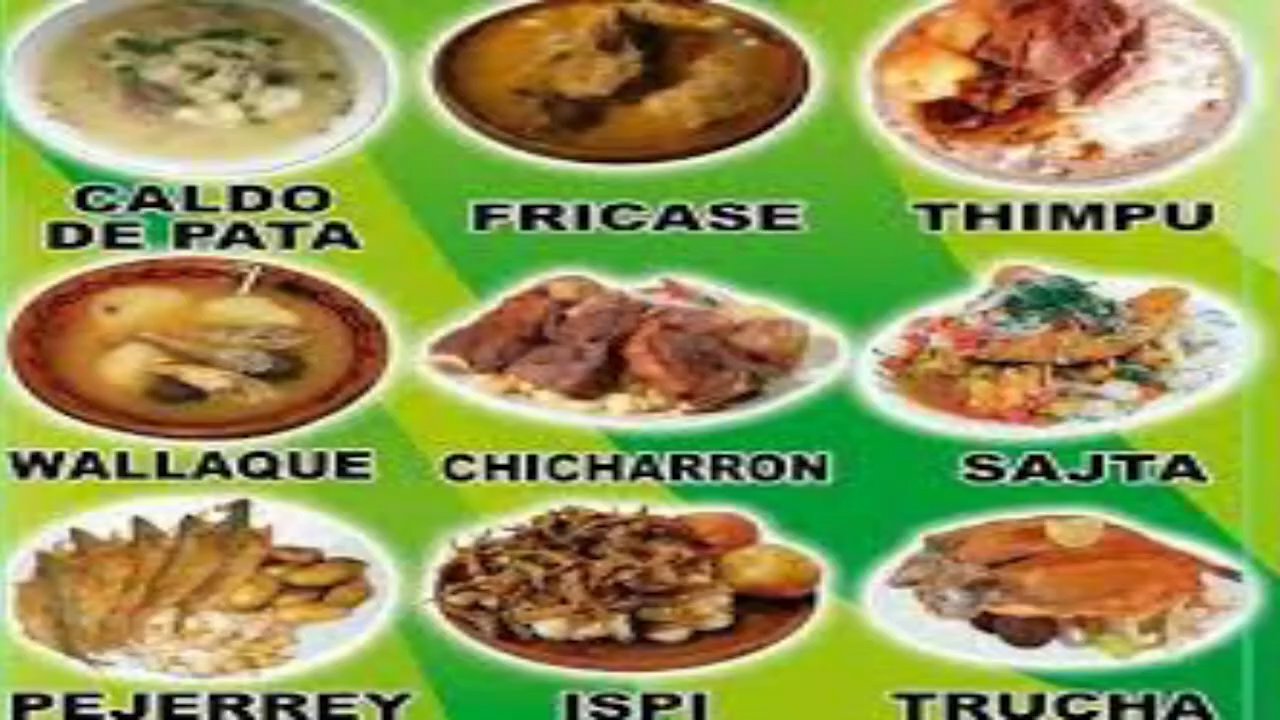 CALDO
DE PATA
FRICASE
THIMPU
WALLAQUE
CHICHARRON
SAJTA
PEJERREY
ISPI
TRUCHA